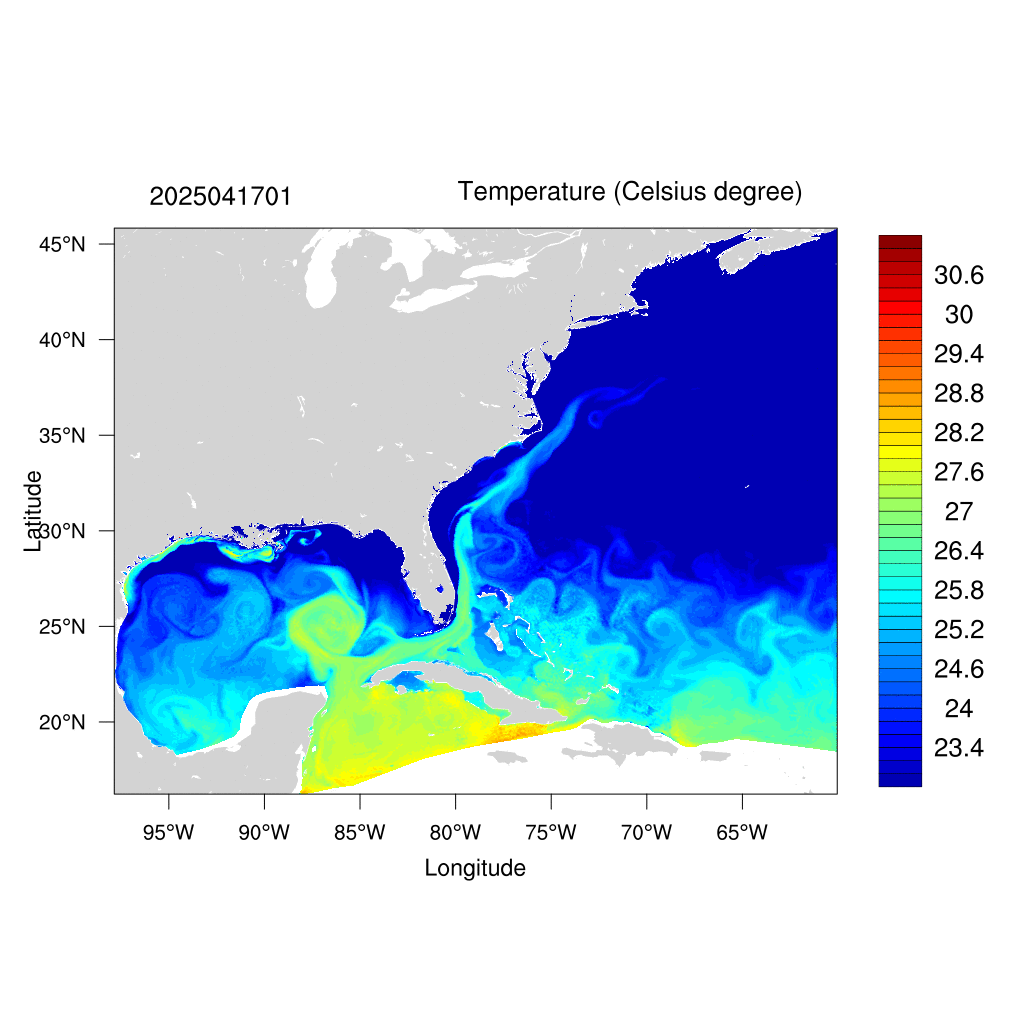 2025041701
Temperature (Celsius degree)
45°N
40°N
35°N
30°N
25°N
20°N
Latitude
95°W
90°W
85°W
80°W
75°W
70°W
65°W
Longitude
30.6
30
29.4
28.8
28.2
27.6
27
26.4
25.8
25.2
24.6
24
23.4